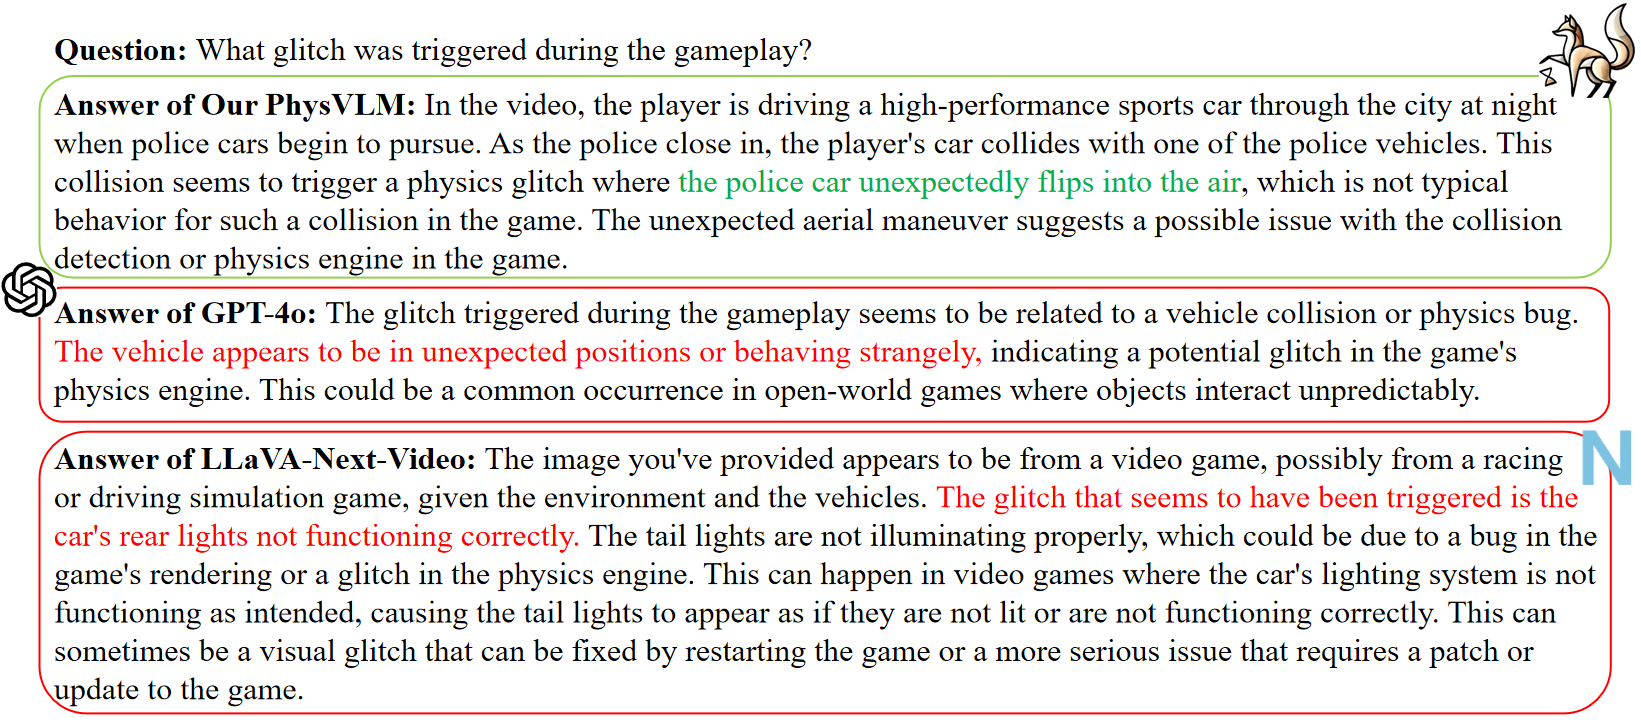 Question: What glitch was triggered during the gameplay?
Answer of Our PhysVLM: In the video, the player is driving a high-performance sports car through the city at night
when police cars begin to pursue. As the police close in, the player's car collides with one of the police vehicles. This
collision seems to trigger a physics glitch where the police car unexpectedly flips into the air, which is not typical
behavior for such a collision in the game. The unexpected aerial maneuver suggests a possible issue with the collision
detection or physics engine in the game.
Answer of GPT-4o: The glitch triggered during the gameplay seems to be related to a vehicle collision or physics bug.
The vehicle appears to be in unexpected positions or behaving strangely, indicating a potential glitch in the game's
physics engine. This could be a common occurrence in open-world games where objects interact unpredictably.
N
Answer of LLaVA-Next-Video: The image you've provided appears to be from a video game, possibly from a racing
or driving simulation game, given the environment and the vehicles. The glitch that seems to have been triggered is the
car's rear lights not functioning correctly. The tail lights are not illuminating properly, which could be due to a bug in the
game's rendering or a glitch in the physics engine. This can happen in video games where the car's lighting system is not
functioning as intended, causing the tail lights to appear as if they are not lit or are not functioning correctly. This can
sometimes be a visual glitch that can be fixed by restarting the game or a more serious issue that requires a patch or
update to the game.